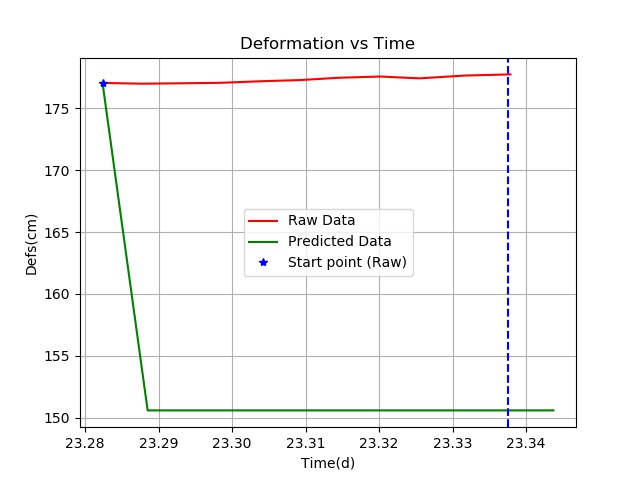 Deformation vs Time
Defs(cm)
175
170
165
160
155
150
Raw Data
Predicted Data
Start point (Raw)
23.28 23.29 23.30 23.31 23.32 23.33 23.34
Time(d)